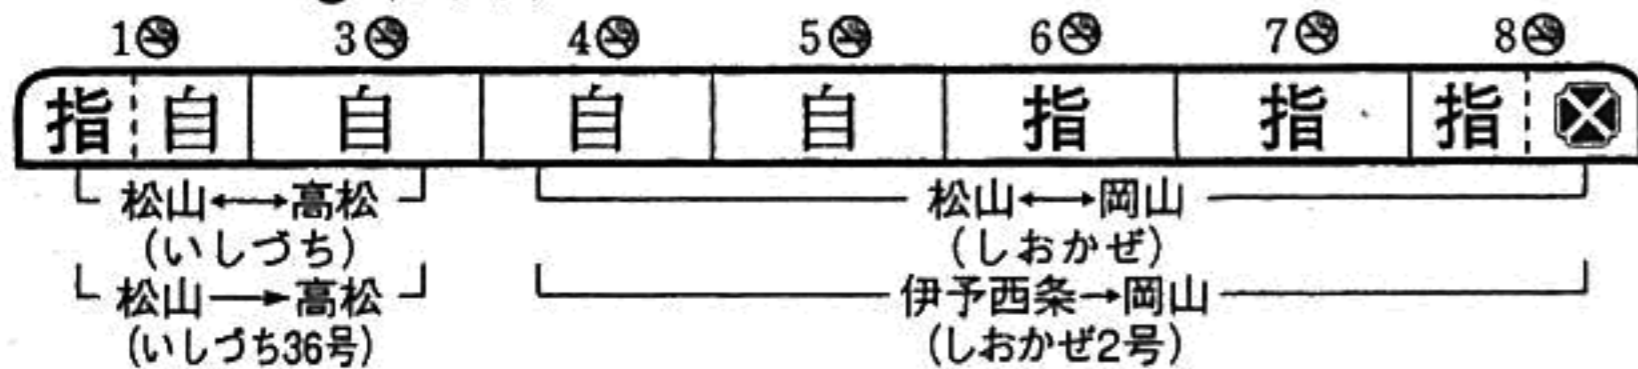 1 3 4 5 6 7 8
指 自 自 自 自 指 指 指
松山←→高松 松山←→岡山
(いしづち) (しおかぜ)
松山→高松 伊予西条→岡山
(いしづち36号) (しおかぜ2号)